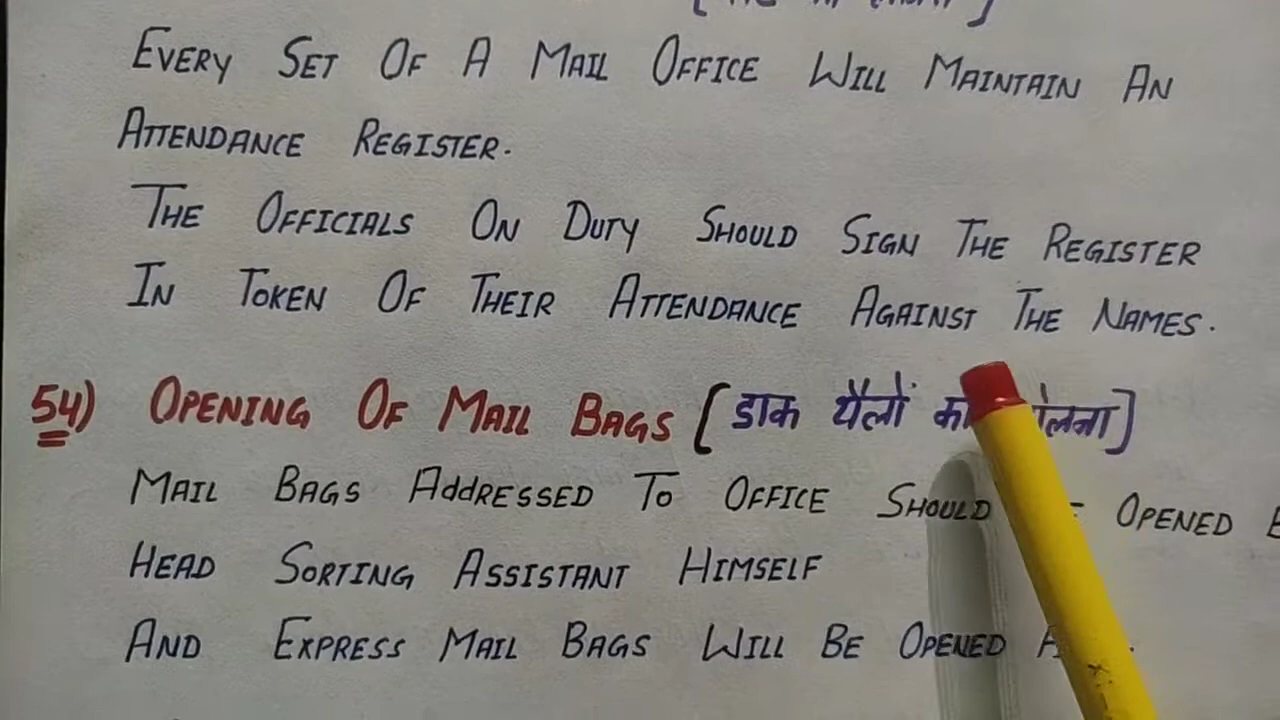 EVERY SET OF A MAIL OFFICE WILL MAINTAIN AN
ATTENDANCE REGISTER.
THE OFFICIALS ON DUTY SHOULD SIGN THE REGISTER
IN TOKEN OF THEIR ATTENDANCE AGAINST THE NAMES.
54) OPENING OF MAIL BAGS [डाक थैलों का
MAIL BAGS ADDRESSED TO OFFICE SHOULD OPENED
HEAD SORTING ASSISTANT HIMSELF
AND EXPRESS MAIL BAGS WILL BE OPENED